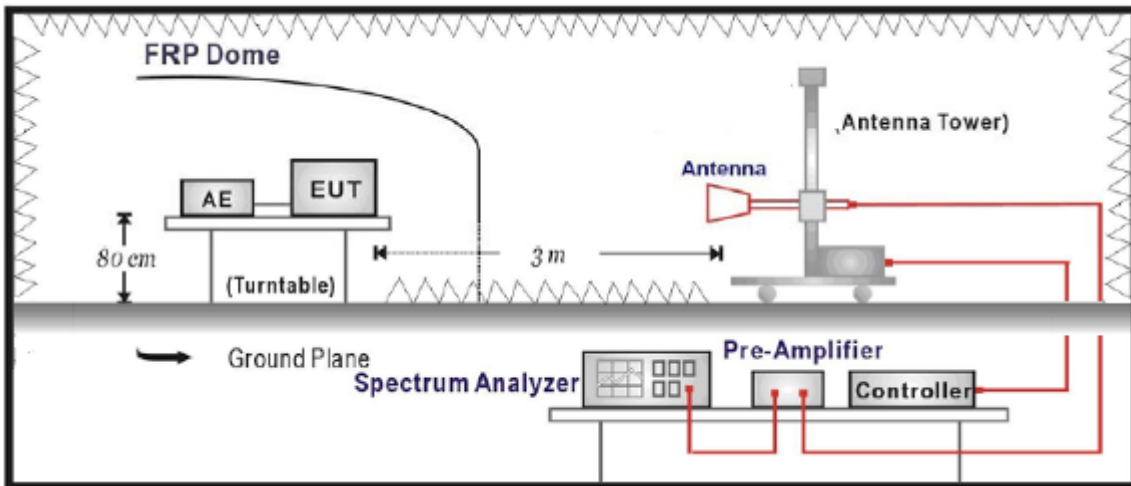 FRP Dome
Antenna Tower)
Antenna
AE
EUT
80 cm
3 m
(Turntable)
Ground Plane
Pre-Amplifier
Spectrum Analyzer
Controller